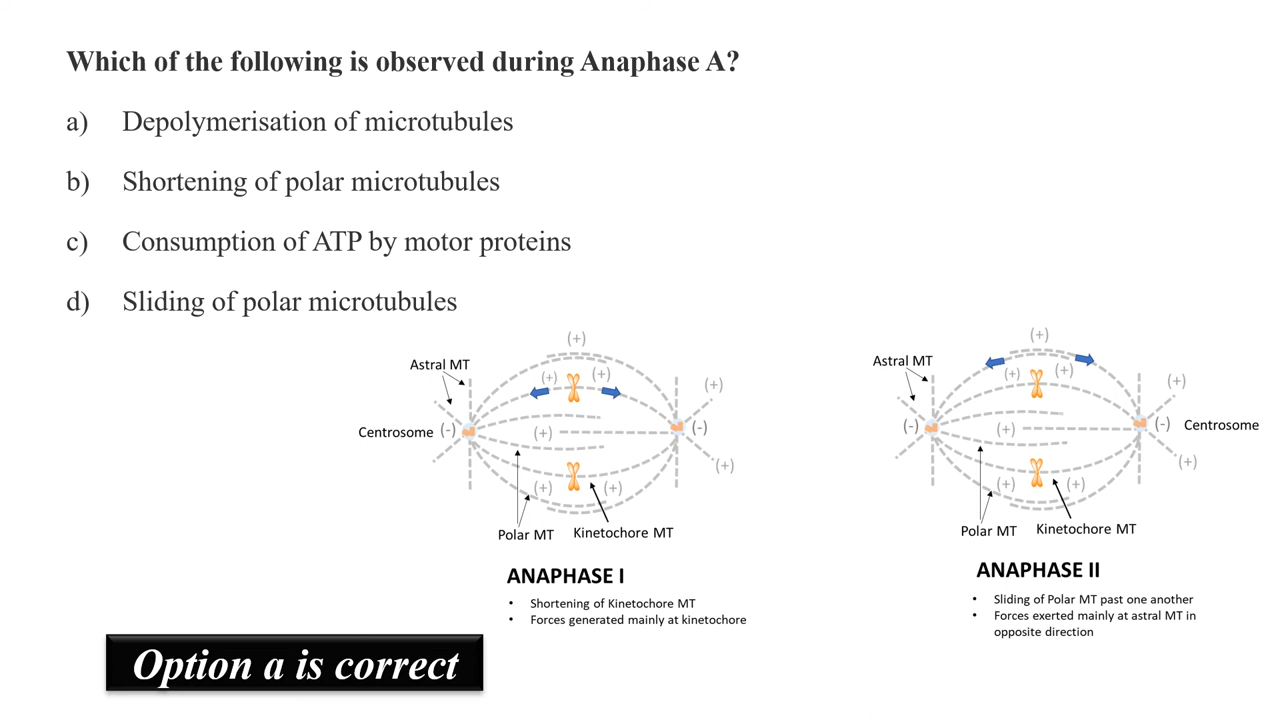 Which of the following is observed during Anaphase A?
a) Depolymerisation of microtubules
b) Shortening of polar microtubules
c) Consumption of ATP by motor proteins
d) Sliding of polar microtubules
(+)
Astral MT
(+) (+)
(+)
Centrosome (-)
(+)
(-)
(+)
(+) (+)
Polar MT
Kinetochore MT
ANAPHASE I
• Shortening of Kinetochore MT
• Forces generated mainly at kinetochore
(+)
Astral MT
(+) (+)
(+)
(-)
(+)
(-) Centrosome
(+)
(+) (+)
Polar MT
Kinetochore MT
ANAPHASE II
• Sliding of Polar MT past one another
• Forces exerted mainly at astral MT in
opposite direction
Option a is correct